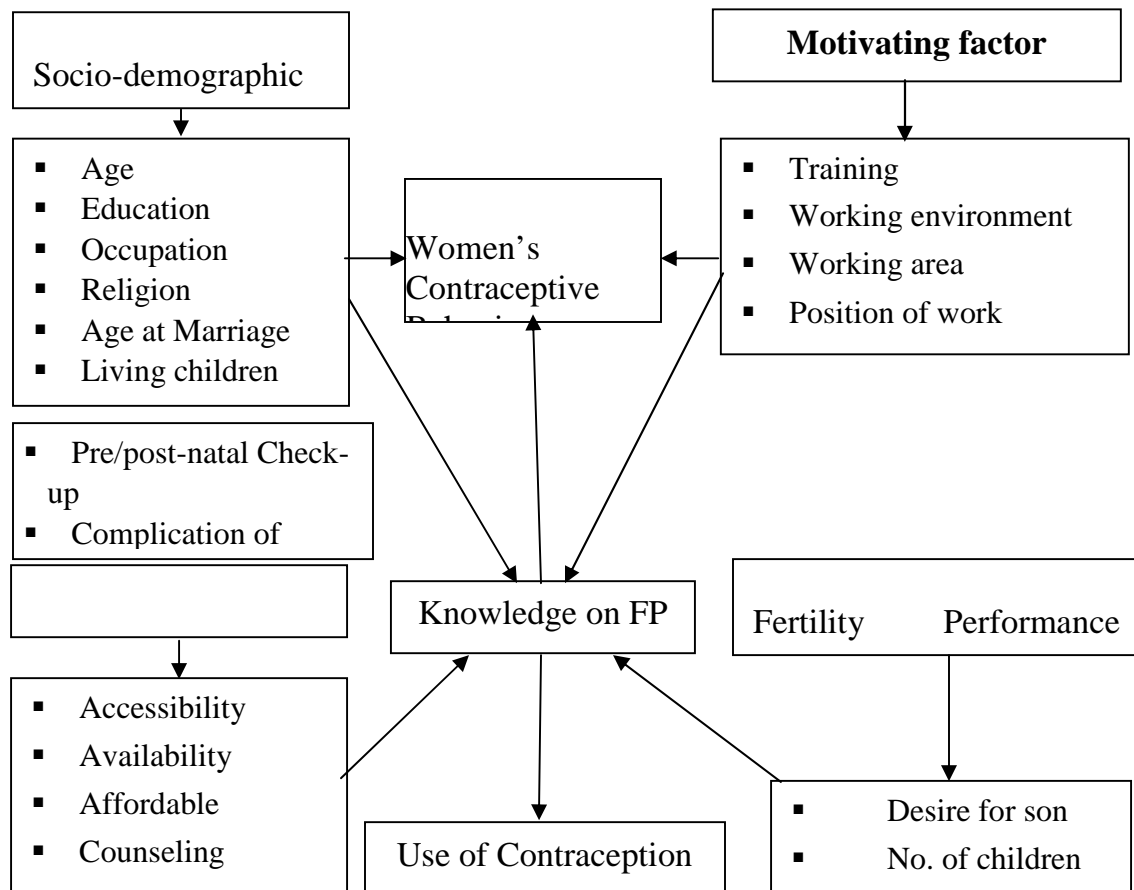 Socio-demographic
Motivating factor
▪ Age
▪ Education
▪ Occupation
▪ Religion
▪ Age at Marriage
▪ Living children
Women’s
Contraceptive
▪ Training
▪ Working environment
▪ Working area
▪ Position of work
▪ Pre/post-natal Check-
up
▪ Complication of
Knowledge on FP
Fertility Performance
▪ Accessibility
▪ Availability
▪ Affordable
▪ Counseling
Use of Contraception
▪ Desire for son
▪ No. of children